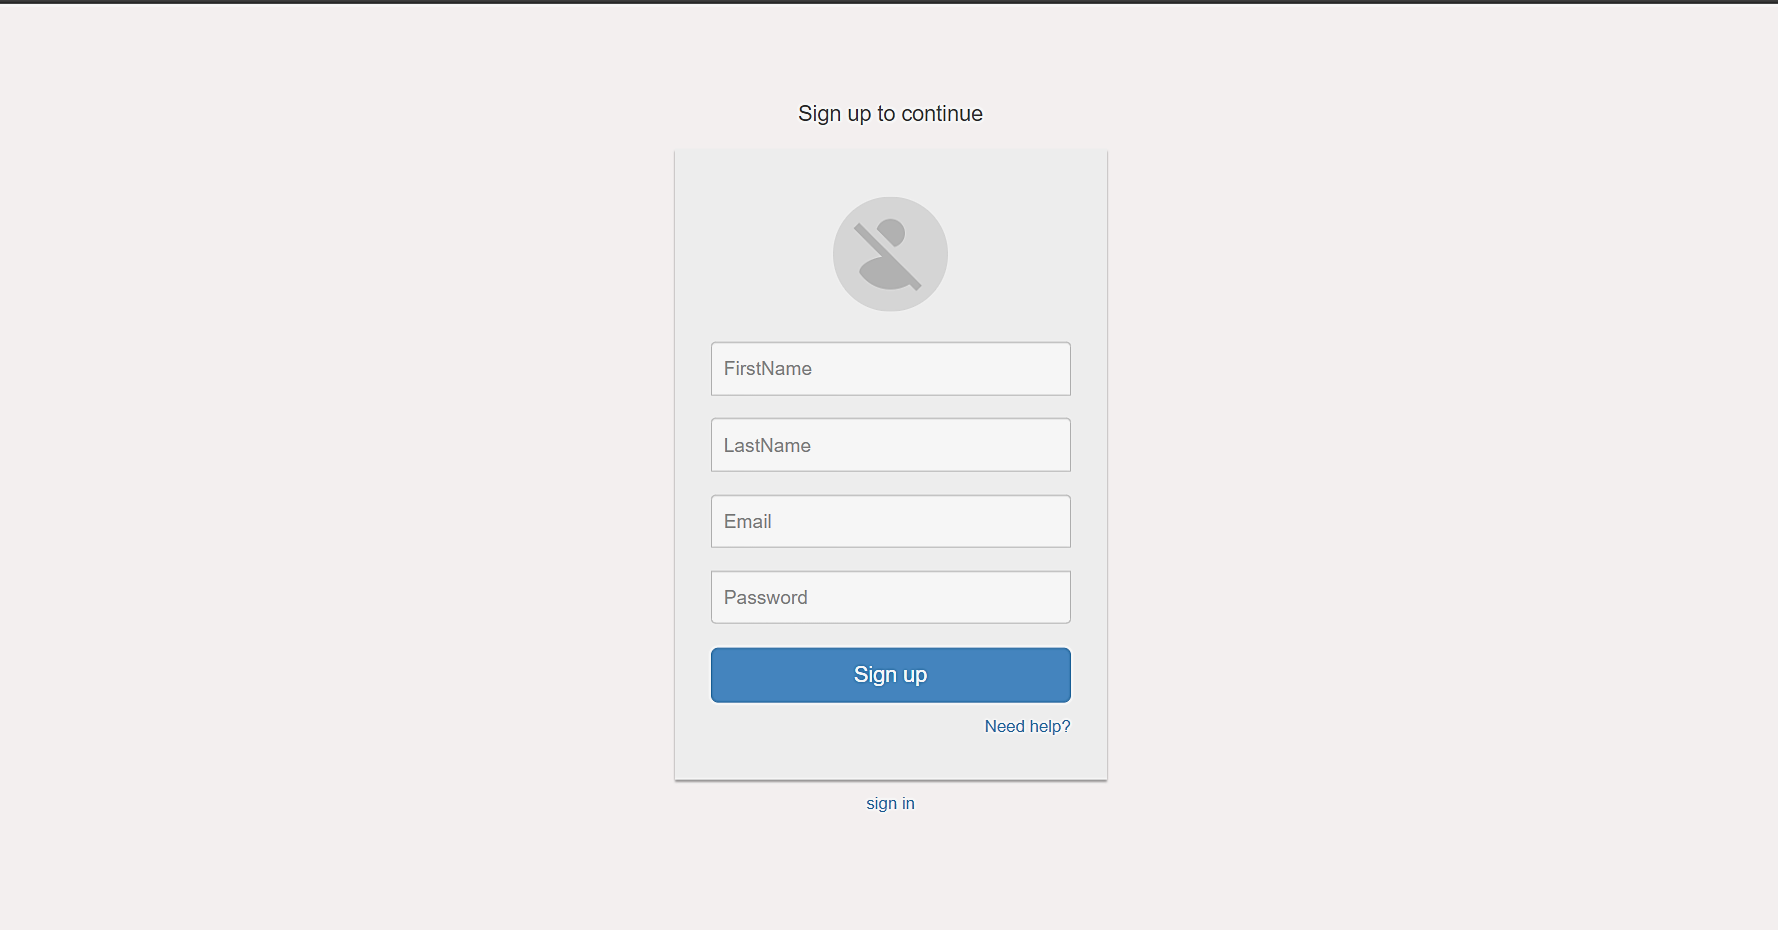 Sign up to continue
FirstName
LastName
Email
Password
Sign up
Need help?
sign in